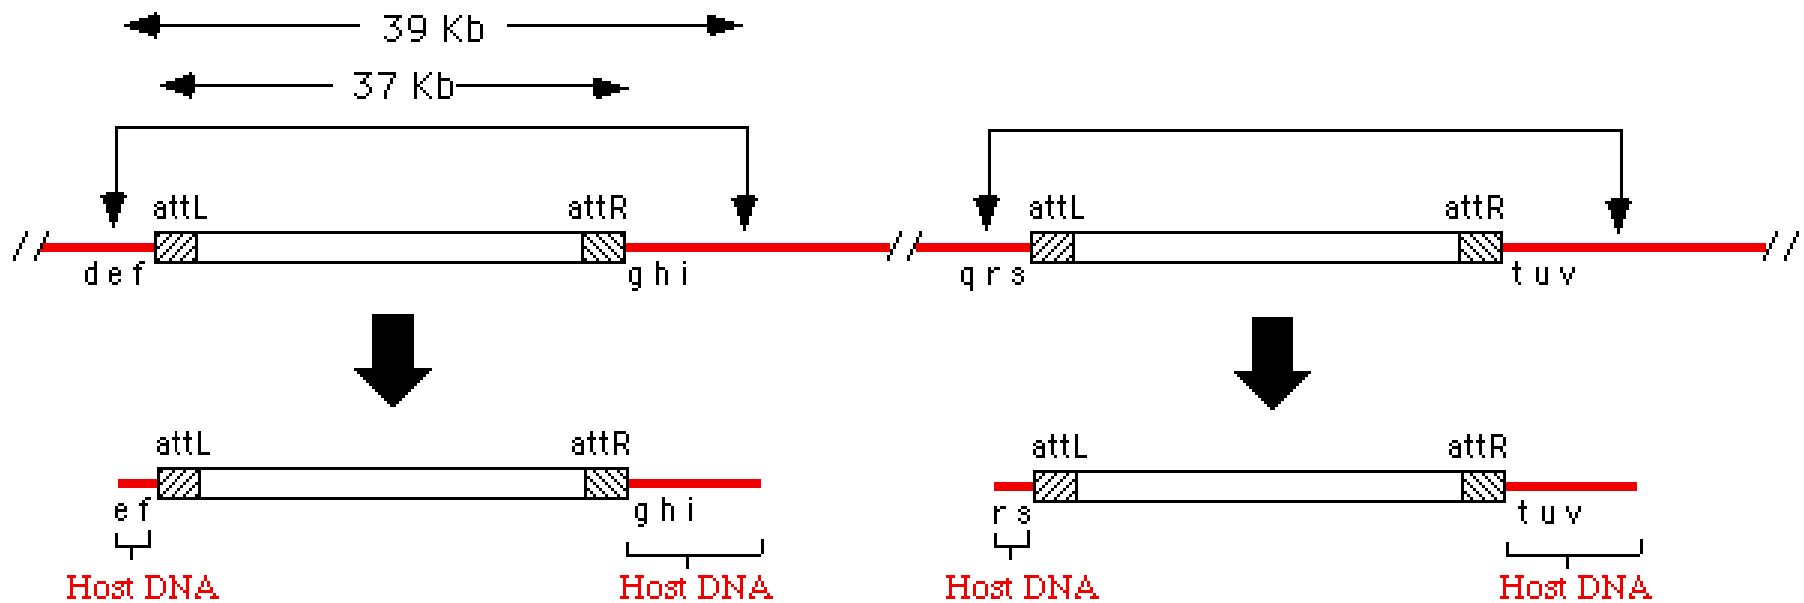 39 Kb
37 Kb
attL attR attL attR
d e f g h i q r s t u v
attL attR attL attR
e f g h i r s t u v
Host DNA Host DNA Host DNA Host DNA